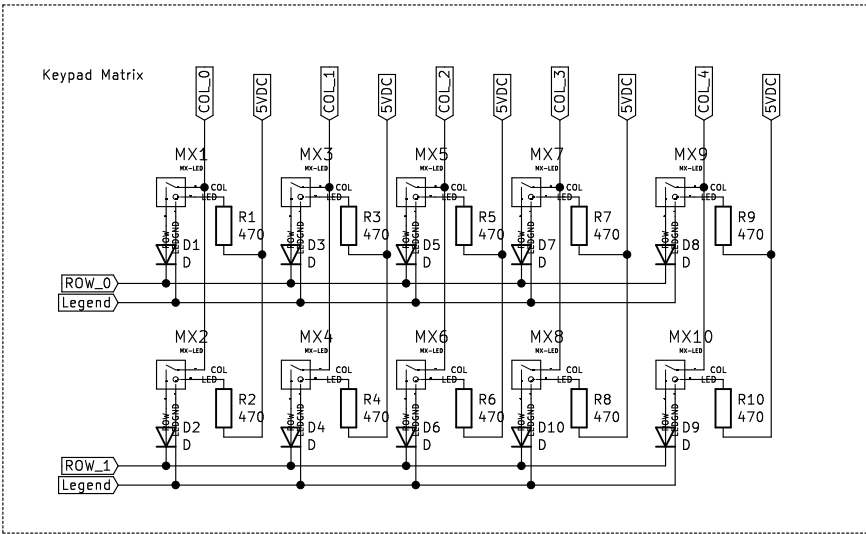 Keypad Matrix
COL_0
5VDC
COL_1
5VDC
COL_2
5VDC
COL_3
5VDC
COL_4
5VDC
MX1
MX-LED
COL
LED
ROW
LEDGND
R1
470
D1
D
MX3
MX-LED
COL
LED
ROW
LEDGND
R3
470
D3
D
MX5
MX-LED
COL
LED
ROW
LEDGND
R5
470
D5
D
MX7
MX-LED
COL
LED
ROW
LEDGND
R7
470
D7
D
MX9
MX-LED
COL
LED
ROW
LEDGND
R9
470
D8
D
ROW_0
Legend
MX2
MX-LED
COL
LED
ROW
LEDGND
R2
470
D2
D
MX4
MX-LED
COL
LED
ROW
LEDGND
R4
470
D4
D
MX6
MX-LED
COL
LED
ROW
LEDGND
R6
470
D6
D
MX8
MX-LED
COL
LED
ROW
LEDGND
R8
470
D10
D
MX10
MX-LED
COL
LED
ROW
LEDGND
R10
470
D9
D
ROW_1
Legend